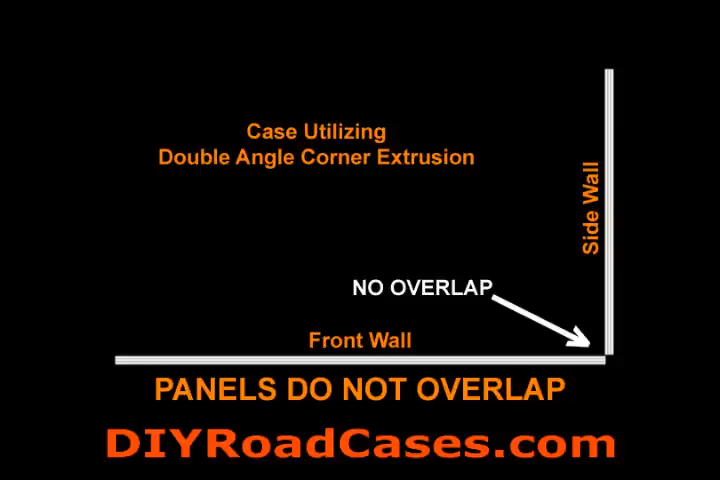 Case Utilizing
Double Angle Corner Extrusion
Side Wall
NO OVERLAP
Front Wall
PANELS DO NOT OVERLAP
DIYRoadCases.com